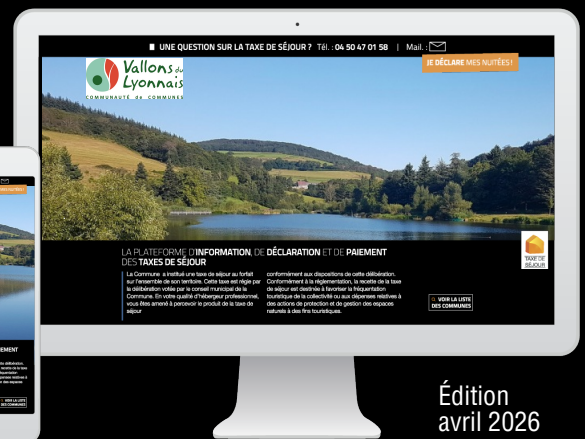 UNE QUESTION SUR LA TAXE DE SÉJOUR ? Tél. : 04 50 47 01 58 | Mail. :
JE DÉCLARE MES NUITÉES !
Vallons du
Lyonnais
COMMUNAUTÉ de COMMUNES
LA PLATEFORME D'INFORMATION, DE DÉCLARATION ET DE PAIEMENT
DES TAXES DE SÉJOUR
La Commune a institué une taxe de séjour au forfait
sur l'ensemble de son territoire. Cette taxe est régie par
la délibération votée par le conseil municipal de la
Commune. En votre qualité d'hébergeur professionnel,
vous êtes amené à percevoir le produit de la taxe de
séjour
conformément aux dispositions de cette délibération.
Conformément à la réglementation, la recette de la taxe
de séjour est destinée à favoriser la fréquentation
touristique de la collectivité ou aux dépenses relatives à
des actions de protection et de gestion des espaces
naturels à des fins touristiques.
TAXE DE
SÉJOUR
VOIR LA LISTE
DES COMMUNES
IEMENT
VOIR LA LISTE
DES COMMUNES
Édition
avril 2026